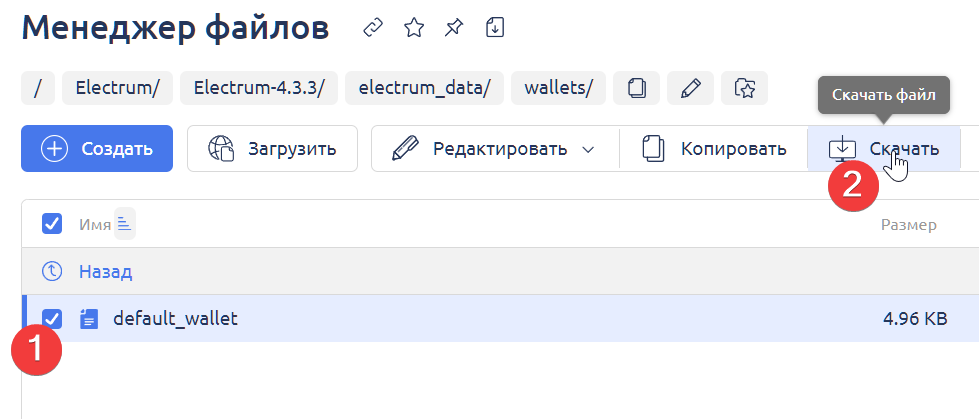 Менеджер файлов
/ Electrum/ Electrum-4.3.3/ electrum_data/ wallets/
Скачать файл
Создать Загрузить Редактировать Копировать Скачать
2
Имя Размер
Назад
default_wallet 4.96 KB
1